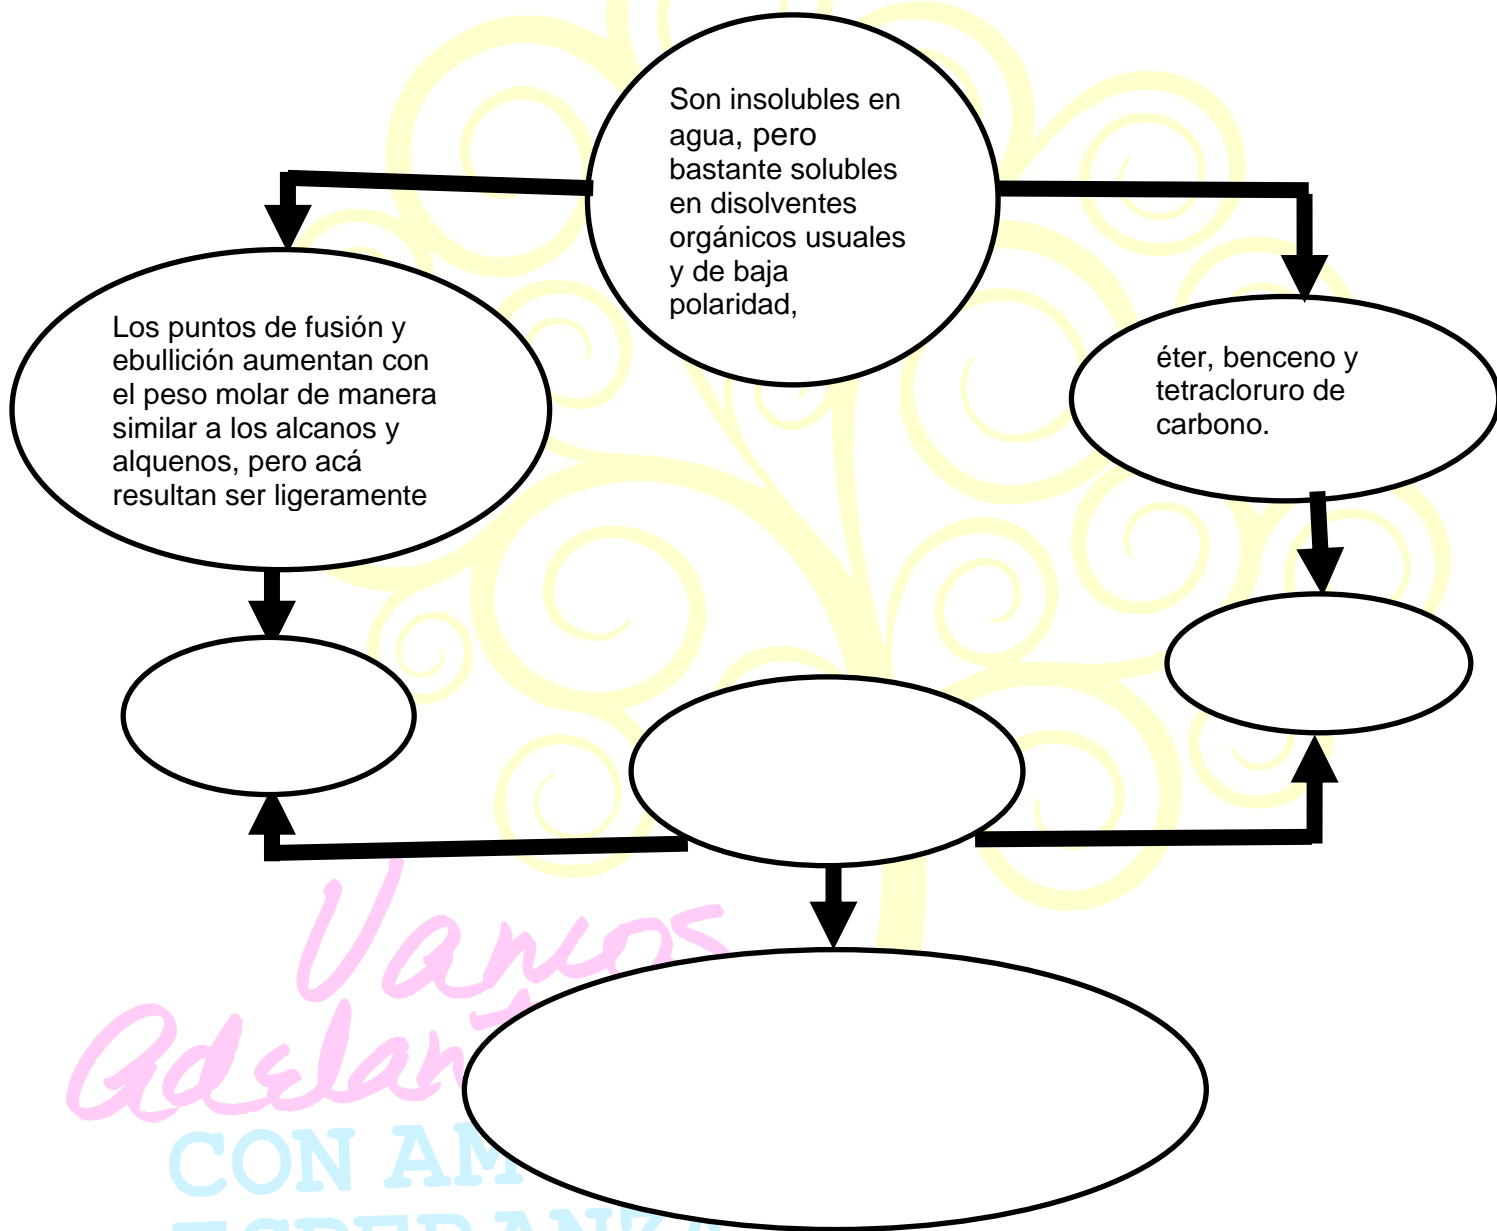 Son insolubles en
agua, pero
bastante solubles
en disolventes
orgánicos usuales
y de baja
polaridad,
Los puntos de fusión y
ebullición aumentan con
el peso molar de manera
similar a los alcanos y
alquenos, pero acá
resultan ser ligeramente
éter, benceno y
tetracloruro de
carbono.
Vamos
CON